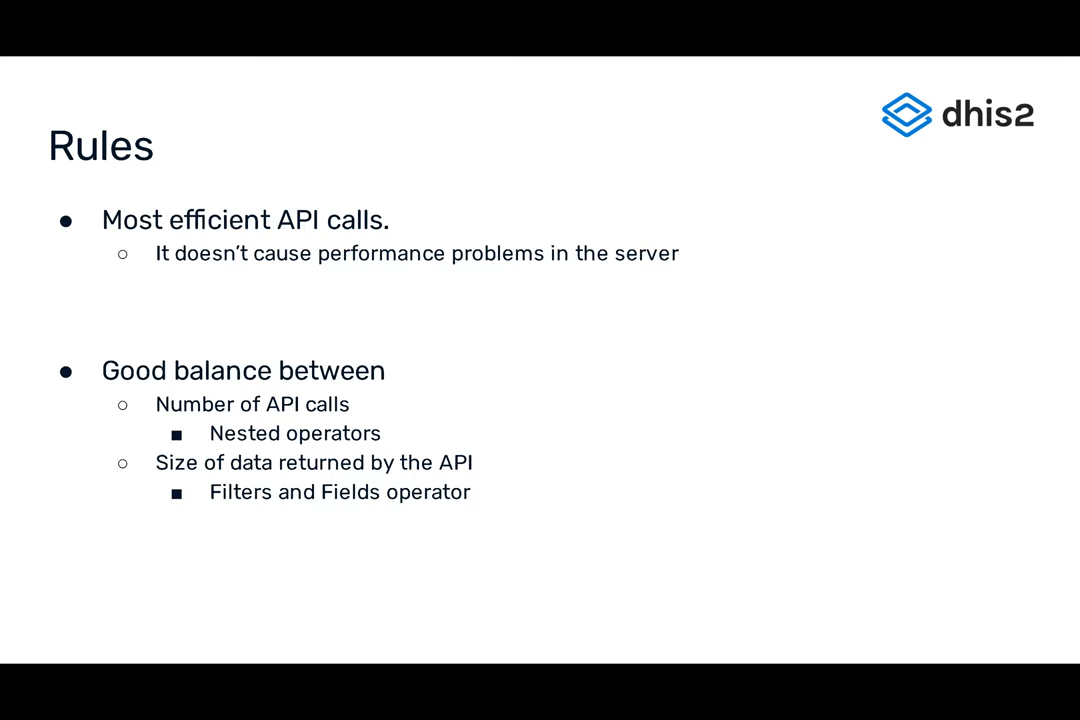 dhis2
Rules
● Most efficient API calls.
○ It doesn’t cause performance problems in the server
● Good balance between
○ Number of API calls
■ Nested operators
○ Size of data returned by the API
■ Filters and Fields operator